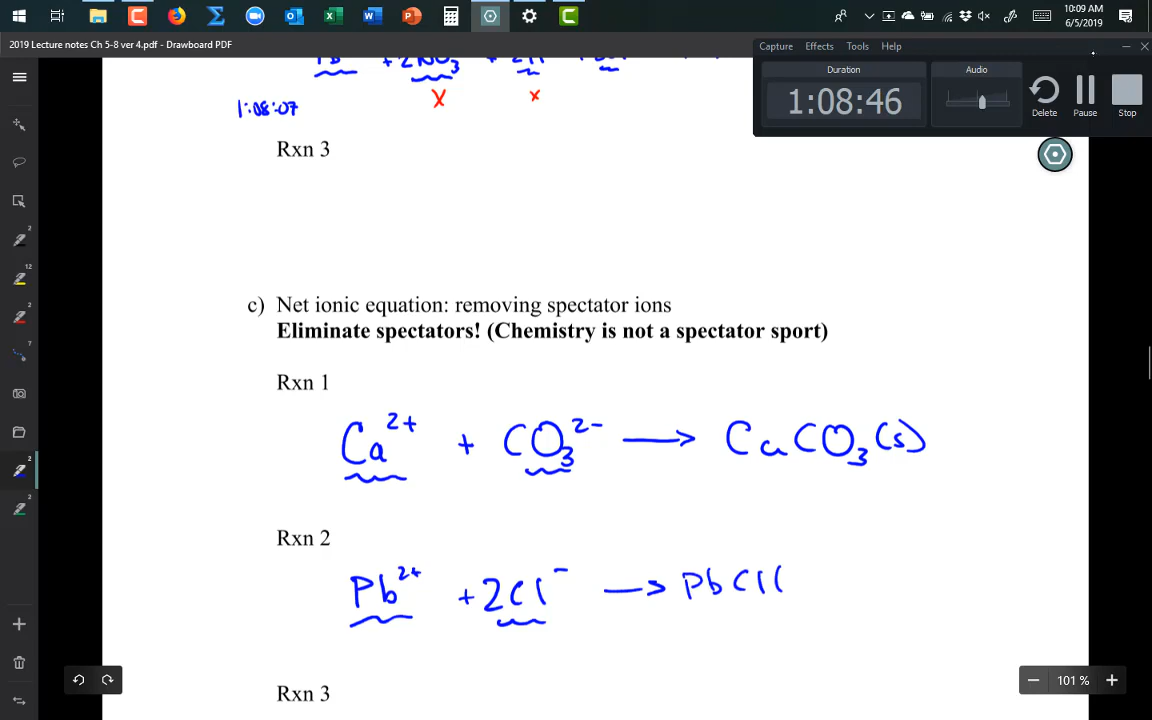 10:09 AM
6/5/2019
2019 Lecture notes Ch 5-8 ver 4.pdf - Drawboard PDF
Capture Effects Tools Help
Duration Audio
1:08:46
Delete Pause Stop
+ 2NO3 +
x x
1:08:07
Rxn 3
c) Net ionic equation: removing spectator ions
Eliminate spectators! (Chemistry is not a spectator sport)
Rxn 1
Ca2+ + CO32- → CaCO3(s)
Rxn 2
Pb2+ + 2Cl- → PbCl(
Rxn 3
101 %